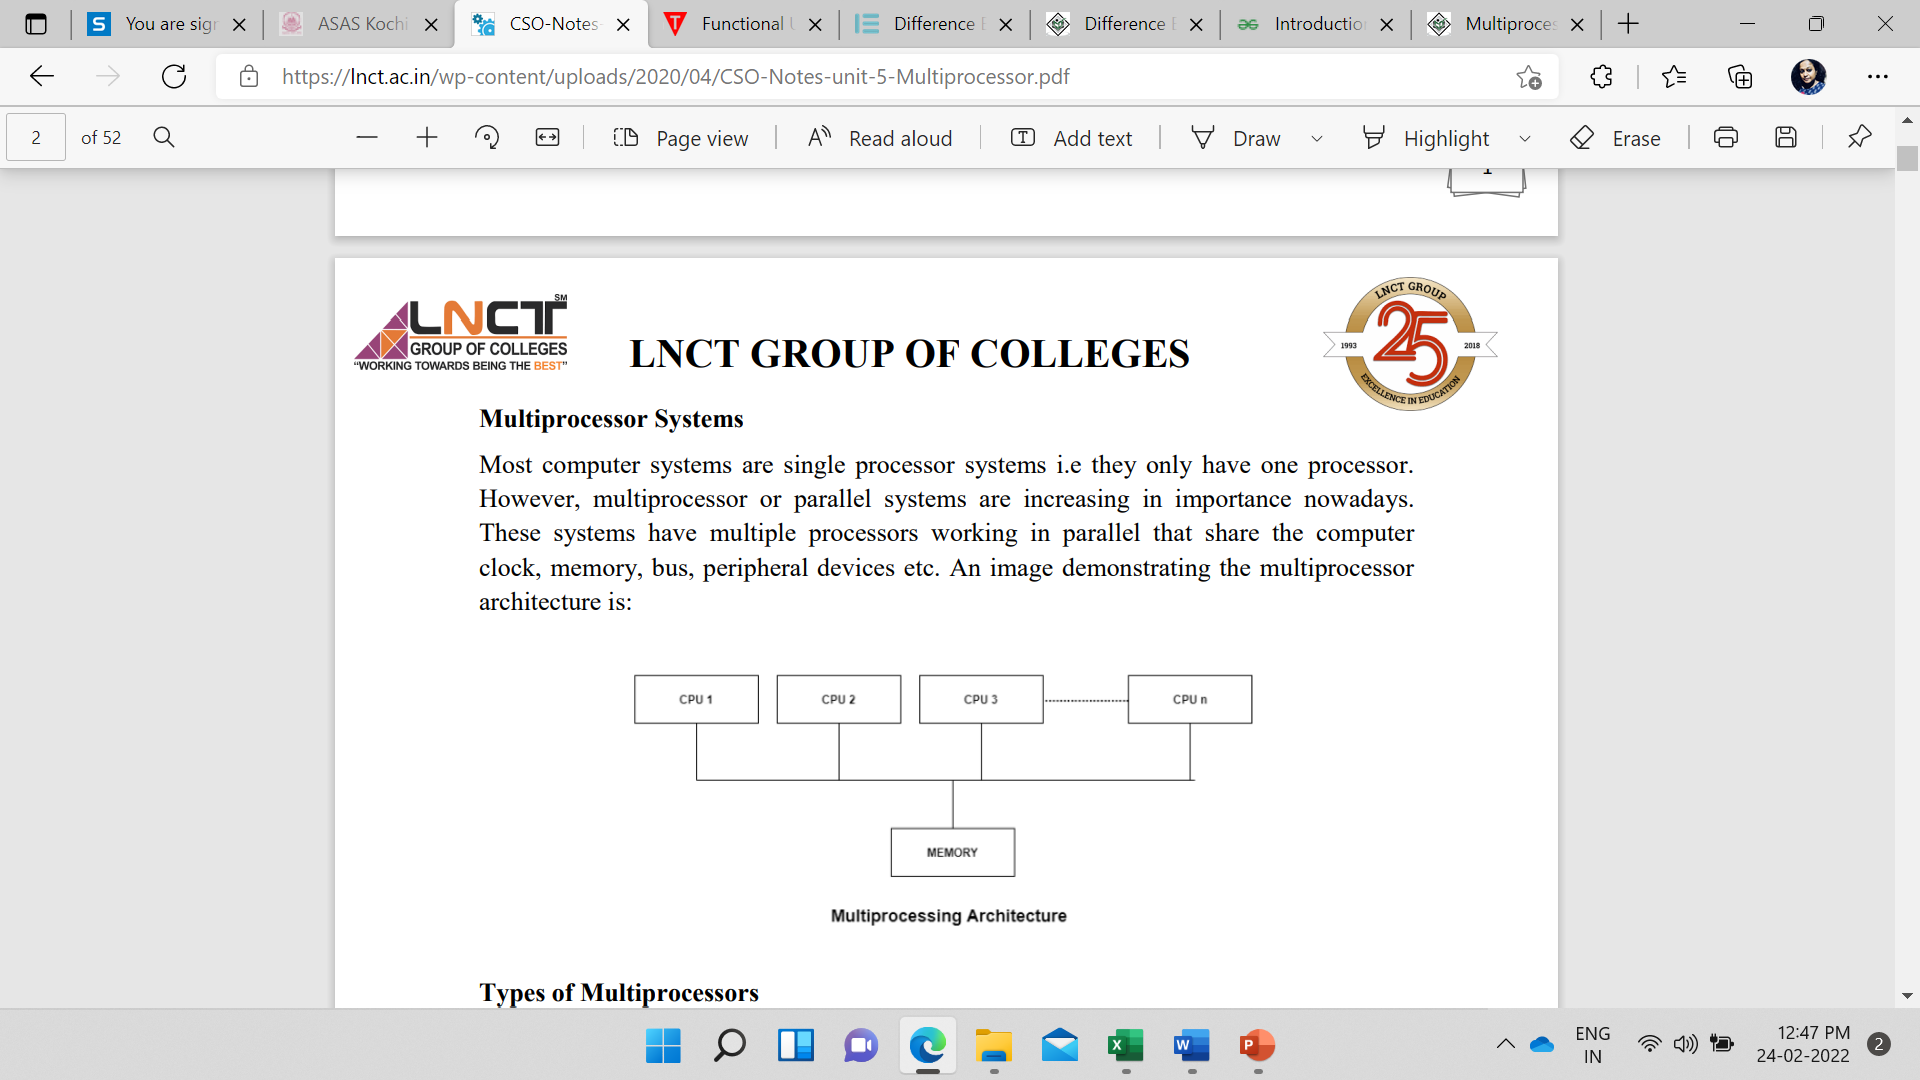 You are sign
ASAS Kochi
CSO-Notes-
Functional U
Difference B
Difference B
Introduction
Multiproces
https://lnct.ac.in/wp-content/uploads/2020/04/CSO-Notes-unit-5-Multiprocessor.pdf
2 of 52
Page view
Read aloud
Add text
Draw
Highlight
Erase
1
LNCT SM
GROUP OF COLLEGES
“WORKING TOWARDS BEING THE BEST”
LNCT GROUP OF COLLEGES
LNCT GROUP
1993 25 2018
EXCELLENCE IN EDUCATION
Multiprocessor Systems
Most computer systems are single processor systems i.e they only have one processor.
However, multiprocessor or parallel systems are increasing in importance nowadays.
These systems have multiple processors working in parallel that share the computer
clock, memory, bus, peripheral devices etc. An image demonstrating the multiprocessor
architecture is:
CPU 1 CPU 2 CPU 3 CPU n
MEMORY
Multiprocessing Architecture
Types of Multiprocessors
ENG
IN
12:47 PM
24-02-2022
2